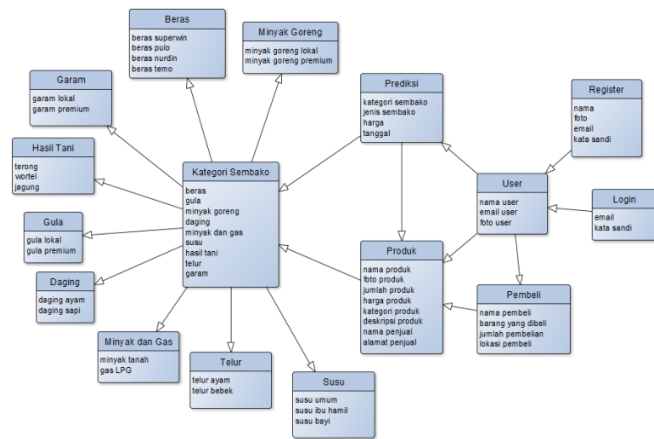 Beras
beras superwin
beras pulo
beras nurdin
beras temo
Minyak Goreng
minyak goreng lokal
minyak goreng premium
Garam
garam lokal
garam premium
Prediksi
kategori sembako
jenis sembako
harga
tanggal
Register
nama
foto
email
kata sandi
Hasil Tani
terong
wortel
jagung
Kategori Sembako
beras
gula
minyak goreng
daging
minyak dan gas
susu
hasil tani
telur
garam
User
nama user
email user
foto user
Login
email
kata sandi
Gula
gula lokal
gula premium
Produk
nama produk
foto produk
jumlah produk
harga produk
kategori produk
deskripsi produk
nama penjual
alamat penjual
Daging
daging ayam
daging sapi
Pembeli
nama pembeli
barang yang dibeli
jumlah pembelian
lokasi pembeli
Minyak dan Gas
minyak tanah
gas LPG
Telur
telur ayam
telur bebek
Susu
susu umum
susu ibu hamil
susu bayi